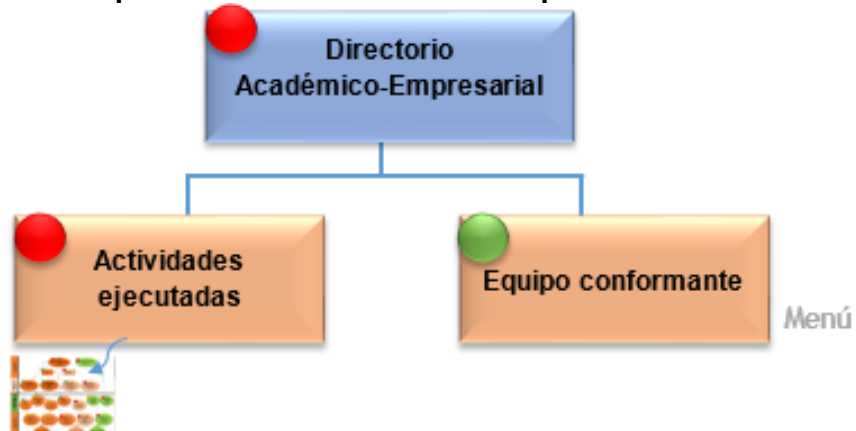 Directorio
Académico-Empresarial
Actividades
ejecutadas
Equipo conformante
Menú